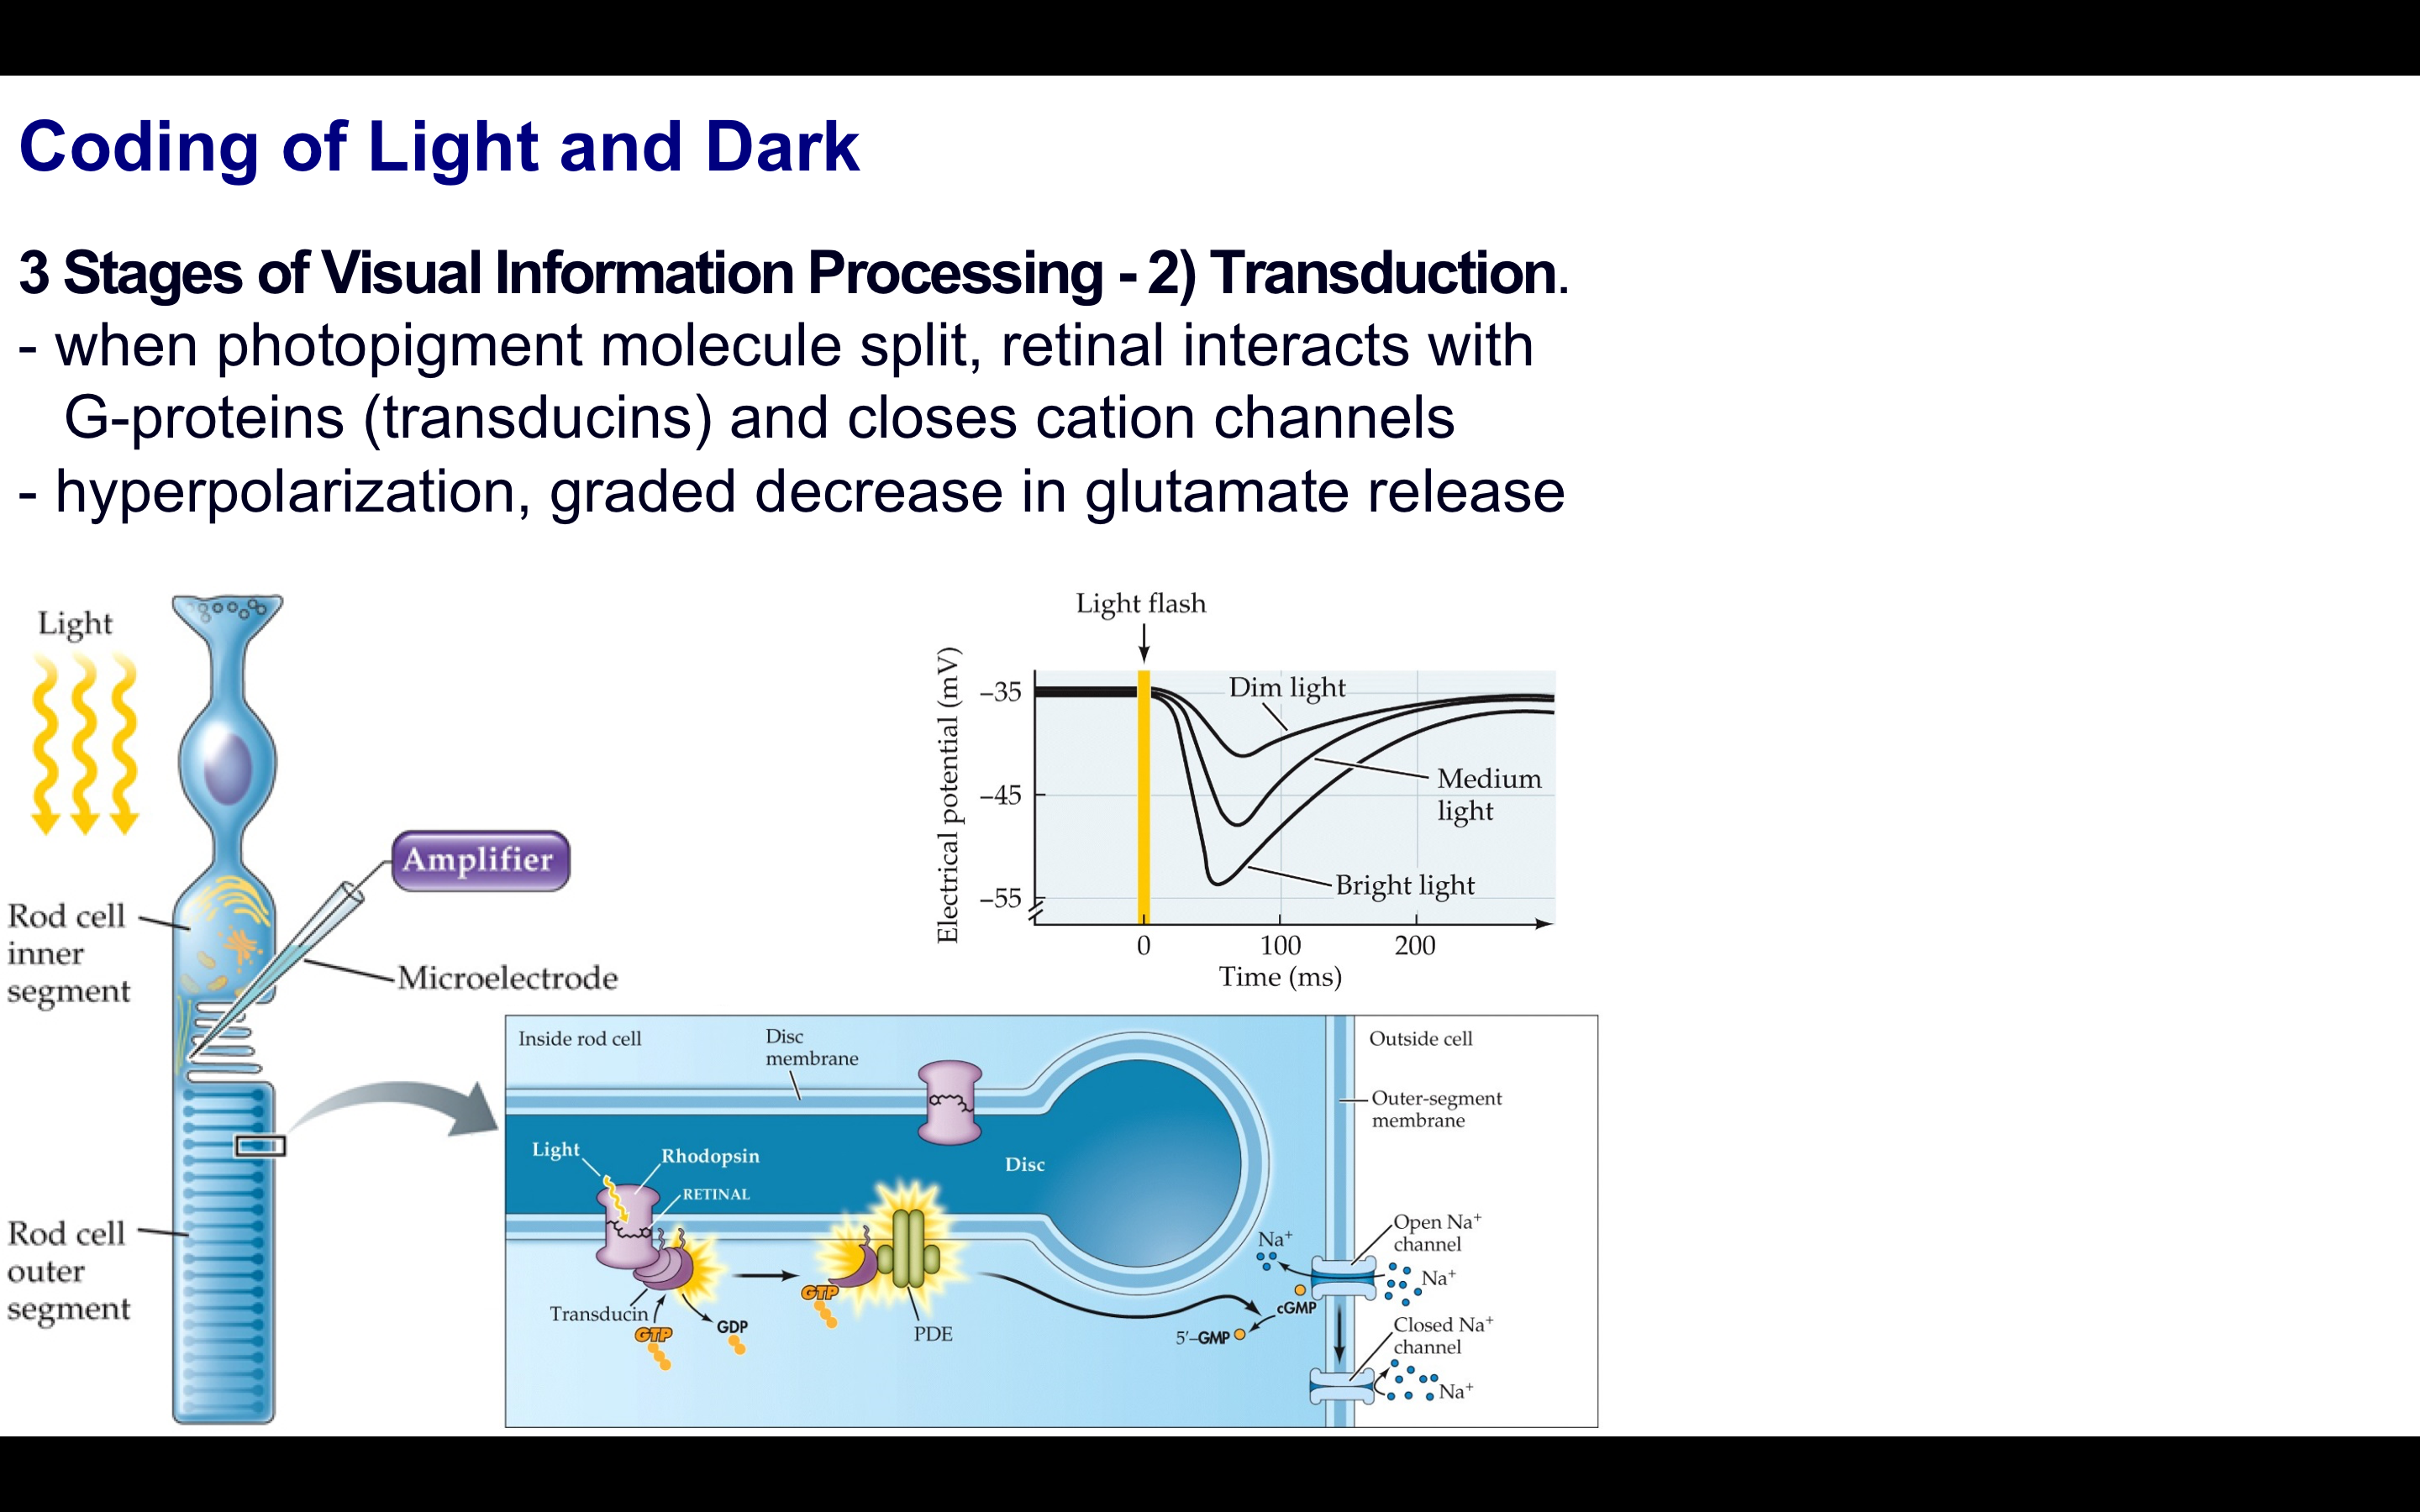 Coding of Light and Dark
3 Stages of Visual Information Processing - 2) Transduction.
- when photopigment molecule split, retinal interacts with
G-proteins (transducins) and closes cation channels
- hyperpolarization, graded decrease in glutamate release
Light
Amplifier
Rod cell
inner
segment
Microelectrode
Rod cell
outer
segment
Light flash
Electrical potential (mV)
–35
–45
–55
Dim light
Medium
light
Bright light
0
100
200
Time (ms)
Inside rod cell
Disc
membrane
Outside cell
Outer-segment
membrane
Light
Rhodopsin
RETINAL
Disc
Transducin
GTP
GDP
GTP
PDE
Na⁺
cGMP
5′–GMP
Open Na⁺
channel
Na⁺
Closed Na⁺
channel
Na⁺